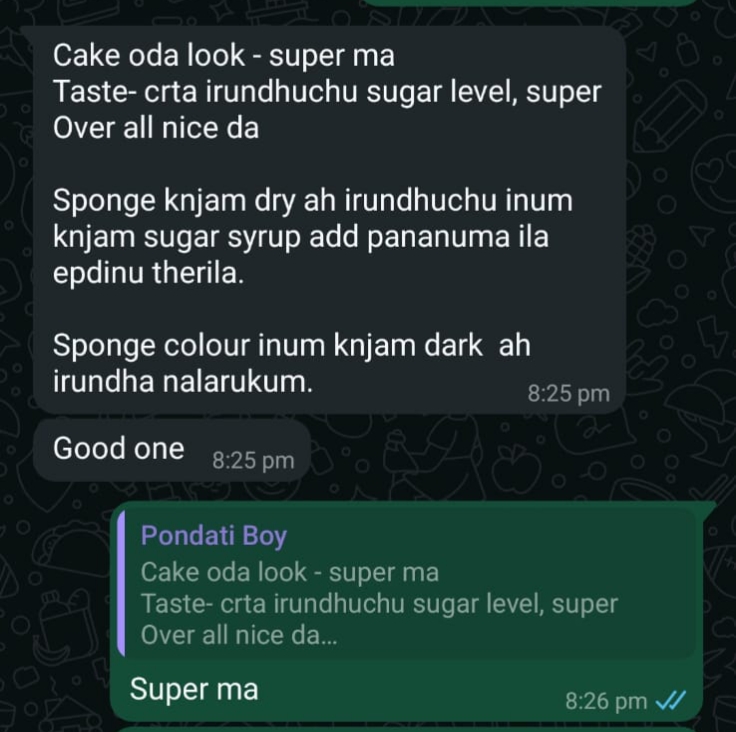 Cake oda look - super ma
Taste- crta irundhuchu sugar level, super
Over all nice da
Sponge knjam dry ah irundhuchu inum
knjam sugar syrup add pananuma ila
epdinu therila.
Sponge colour inum knjam dark ah
irundha nalarukum.
8:25 pm
Good one 8:25 pm
Pondati Boy
Cake oda look - super ma
Taste- crta irundhuchu sugar level, super
Over all nice da...
Super ma
8:26 pm